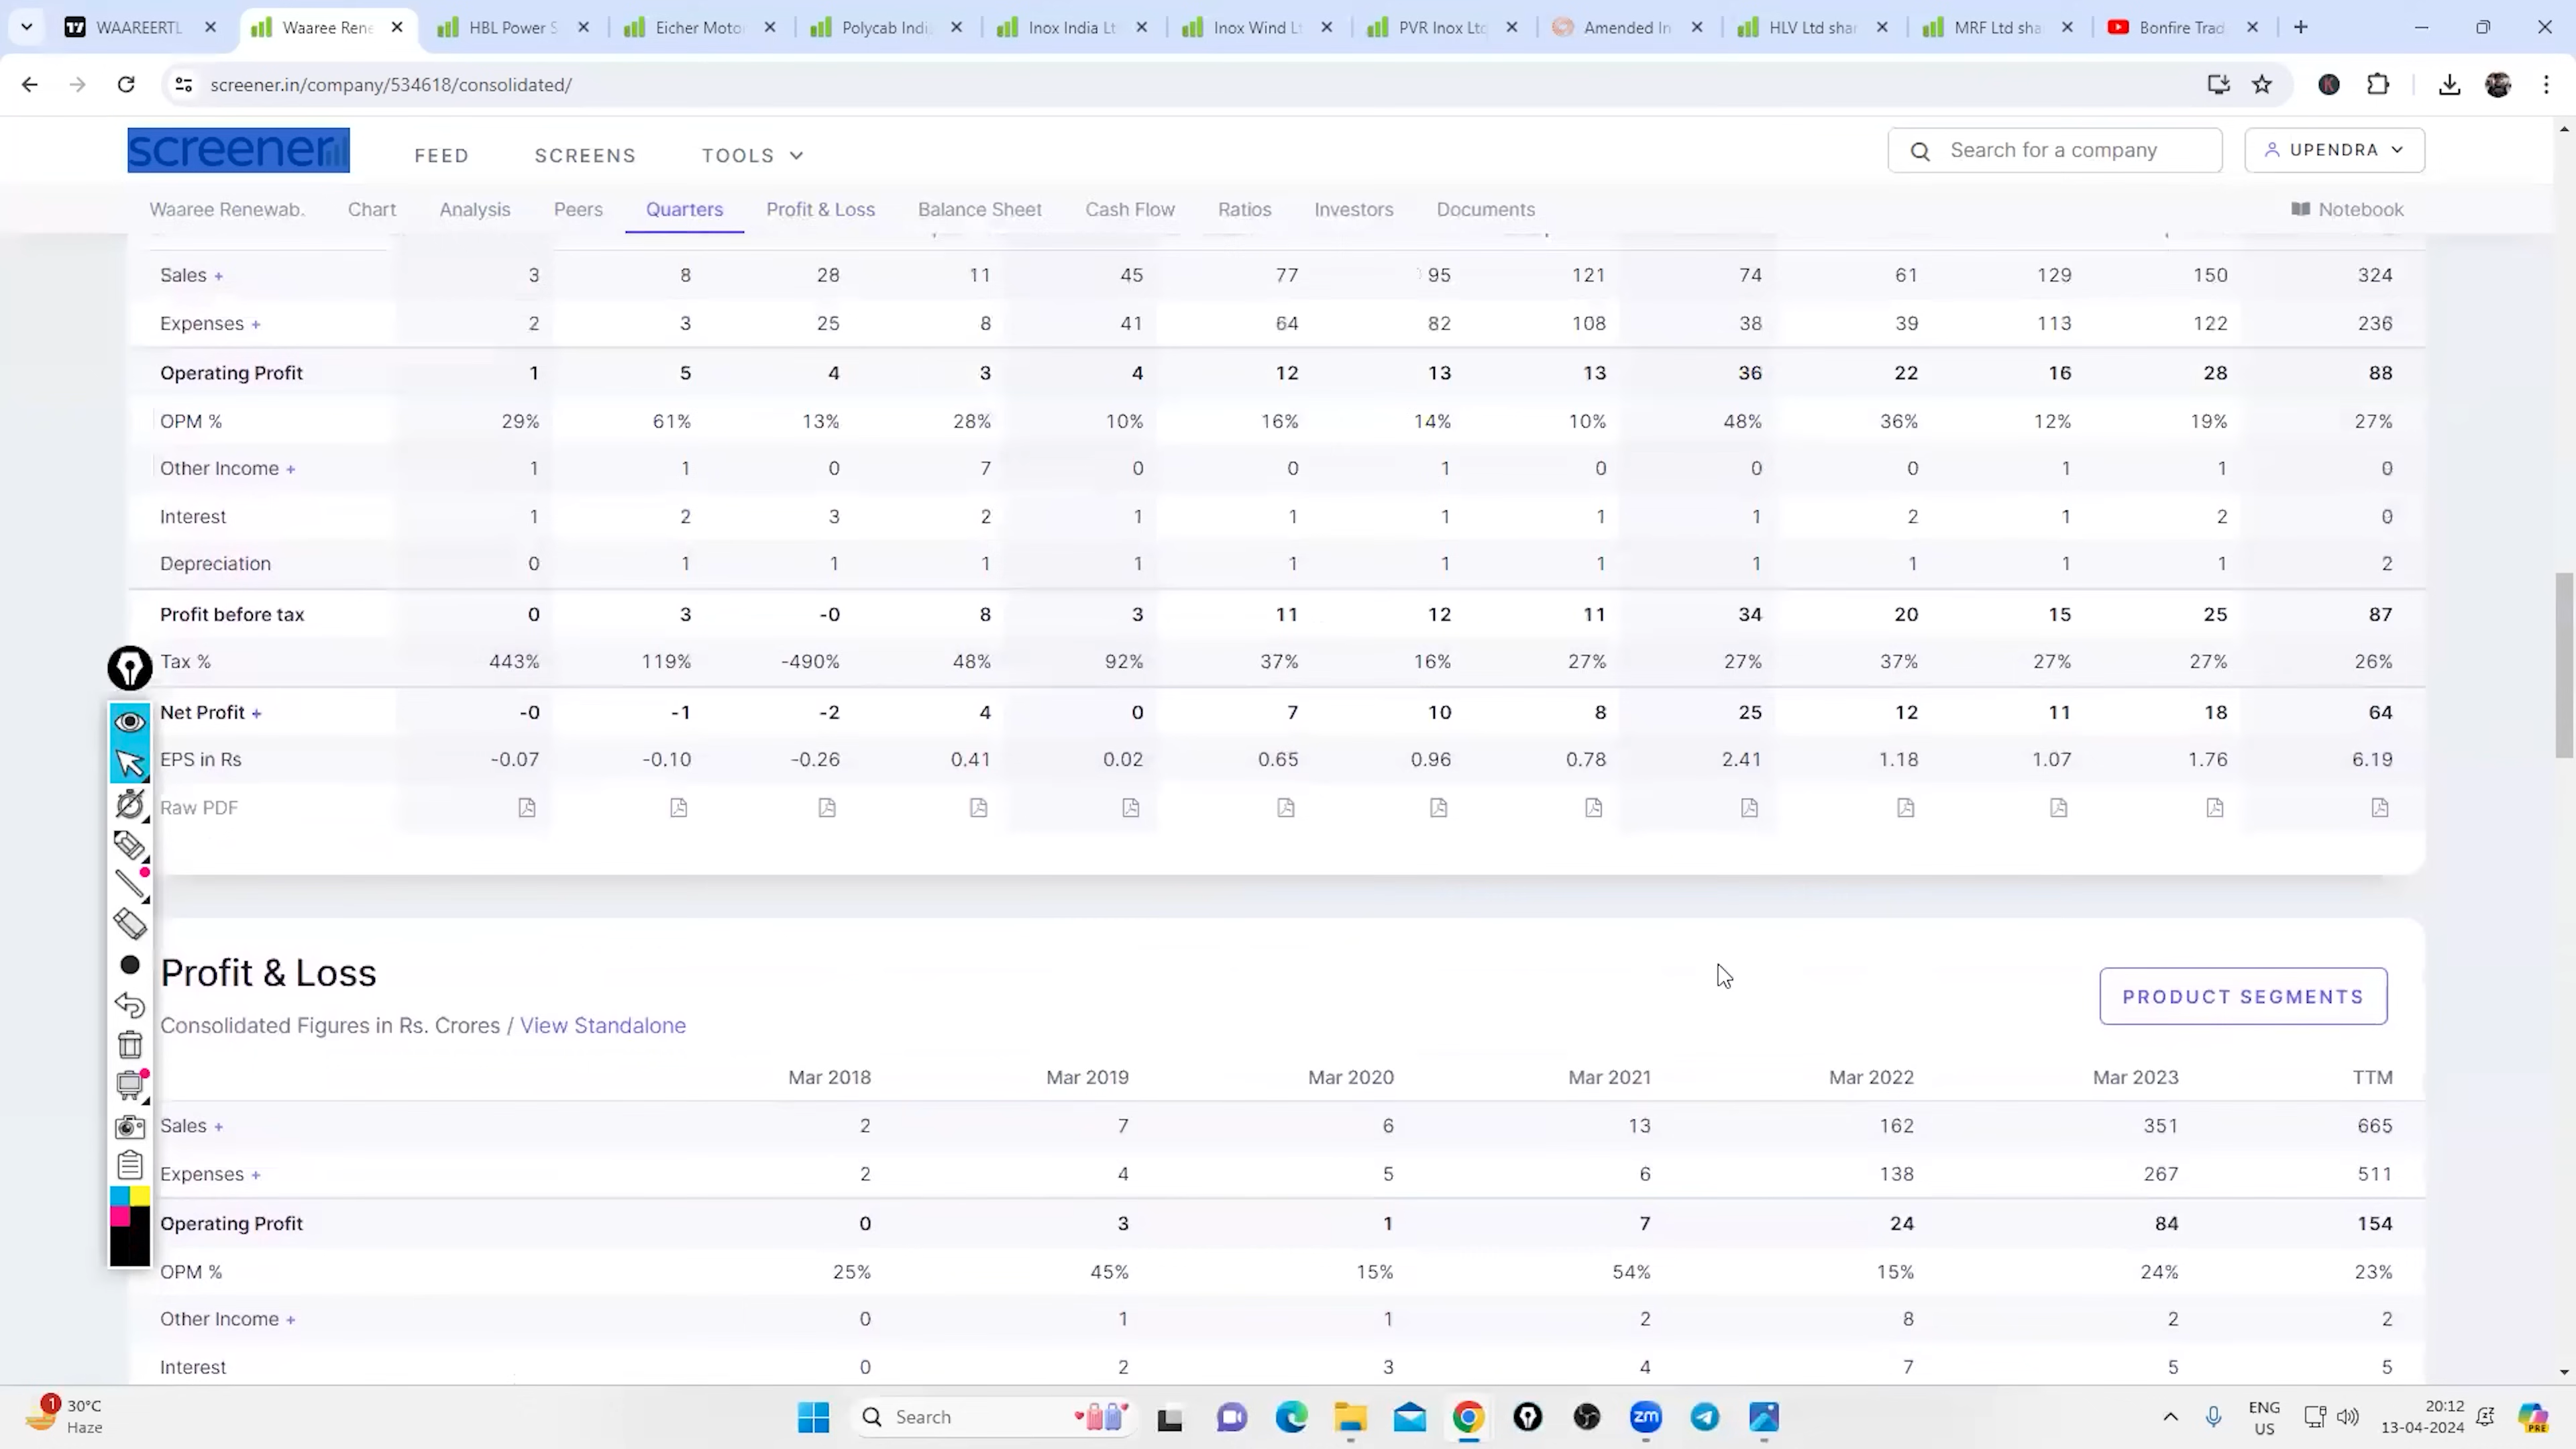 WAAREERTL
Waaree Rene
HBL Power S
Eicher Moto
Polycab Indi
Inox India Lt
Inox Wind Lt
PVR Inox Ltd
Amended In
HLV Ltd shar
MRF Ltd sha
Bonfire Trad
screener.in/company/534618/consolidated/
screener FEED SCREENS TOOLS Search for a company UPENDRA
Waaree Renewab. Chart Analysis Peers Quarters Profit & Loss Balance Sheet Cash Flow Ratios Investors Documents Notebook
Sales + 3 8 28 11 45 77 95 121 74 61 129 150 324
Expenses + 2 3 25 8 41 64 82 108 38 39 113 122 236
Operating Profit 1 5 4 3 4 12 13 13 36 22 16 28 88
OPM % 29% 61% 13% 28% 10% 16% 14% 10% 48% 36% 12% 19% 27%
Other Income + 1 1 0 7 0 0 1 0 0 0 1 1 0
Interest 1 2 3 2 1 1 1 1 1 2 1 2 0
Depreciation 0 1 1 1 1 1 1 1 1 1 1 1 2
Profit before tax 0 3 -0 8 3 11 12 11 34 20 15 25 87
Tax % 443% 119% -490% 48% 92% 37% 16% 27% 27% 37% 27% 27% 26%
Net Profit + -0 -1 -2 4 0 7 10 8 25 12 11 18 64
EPS in Rs -0.07 -0.10 -0.26 0.41 0.02 0.65 0.96 0.78 2.41 1.18 1.07 1.76 6.19
Raw PDF
Profit & Loss
PRODUCT SEGMENTS
Consolidated Figures in Rs. Crores / View Standalone
Mar 2018 Mar 2019 Mar 2020 Mar 2021 Mar 2022 Mar 2023 TTM
Sales + 2 7 6 13 162 351 665
Expenses + 2 4 5 6 138 267 511
Operating Profit 0 3 1 7 24 84 154
OPM % 25% 45% 15% 54% 15% 24% 23%
Other Income + 0 1 1 2 8 2 2
Interest 0 2 3 4 7 5 5
1
30°C
Haze
Search
zm
ENG
US
20:12
13-04-2024
PRE